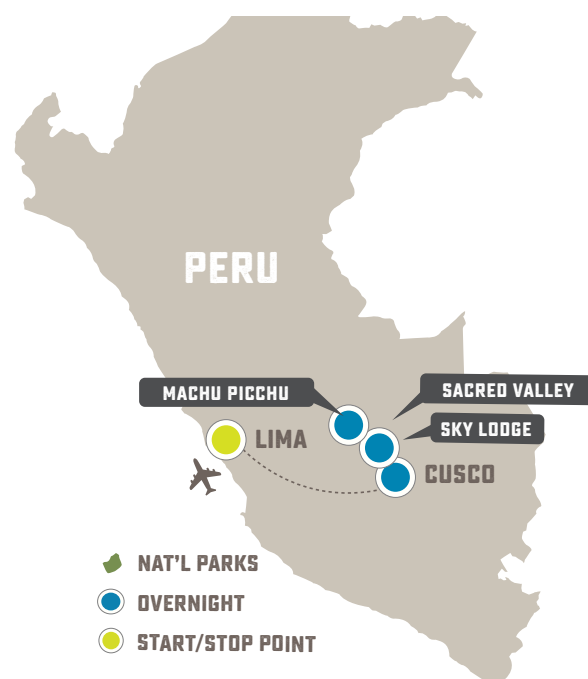 PERU
MACHU PICCHU
SACRED VALLEY
SKY LODGE
LIMA
CUSCO
NAT'L PARKS
OVERNIGHT
START/STOP POINT